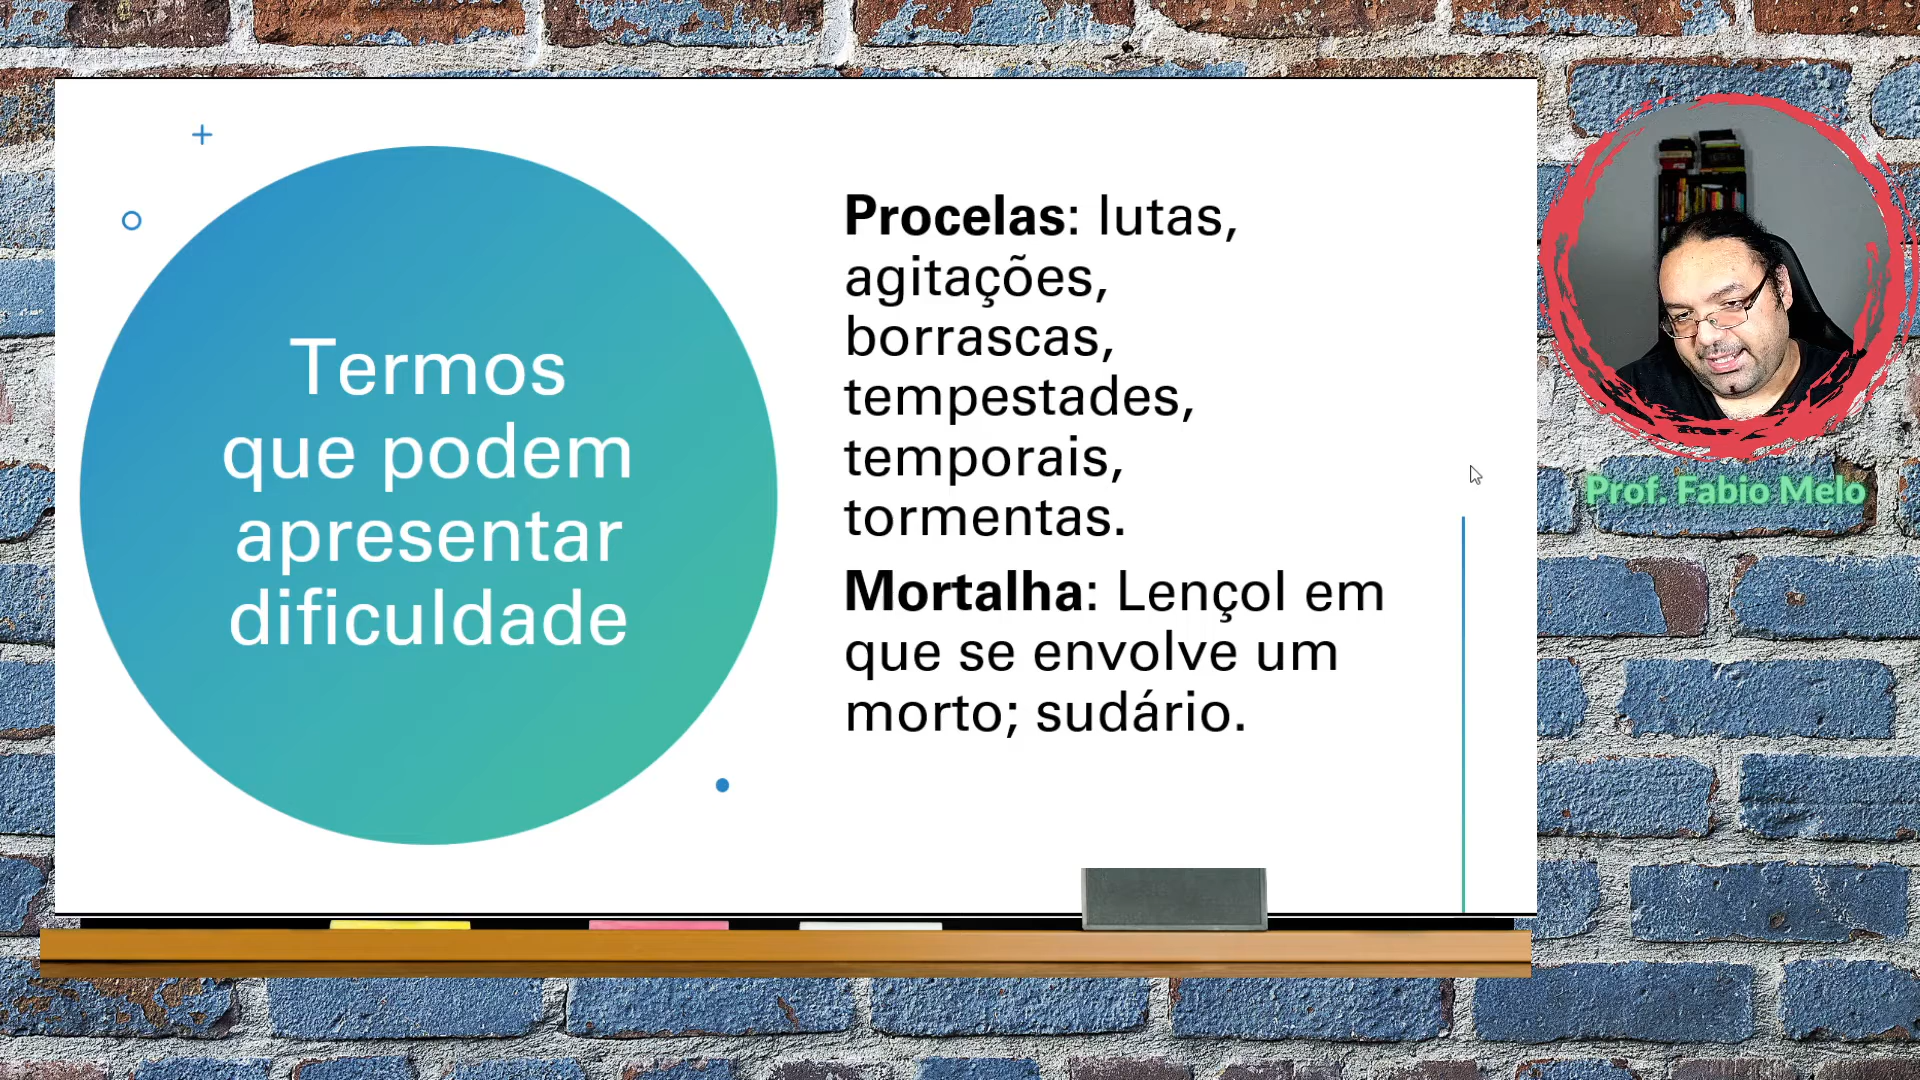 Termos
que podem
apresentar
dificuldade
Procelas: lutas,
agitações,
borrascas,
tempestades,
temporais,
tormentas.
Mortalha: Lençol em
que se envolve um
morto; sudário.
Prof. Fabio Melo